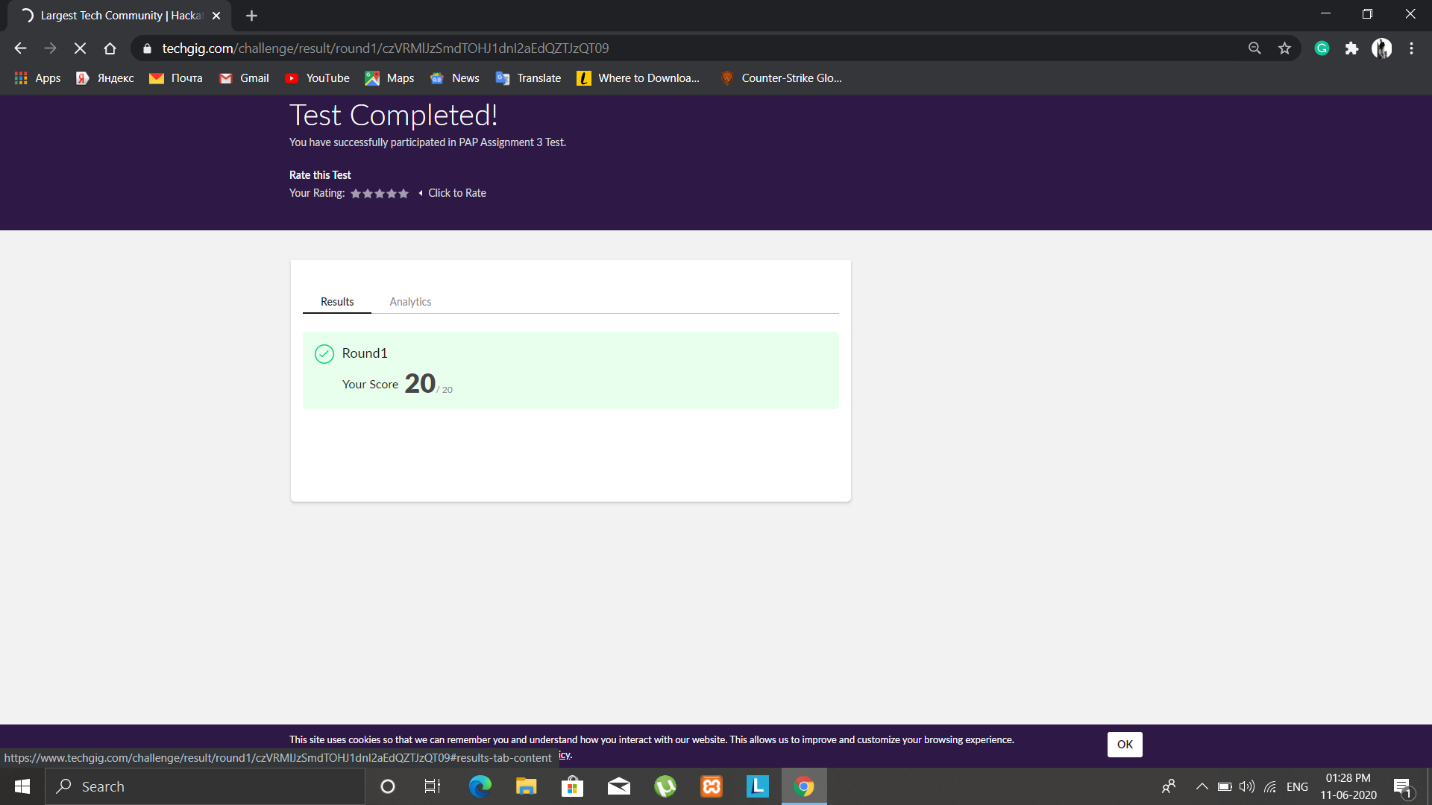 Largest Tech Community | Hacka
techgig.com/challenge/result/round1/czVRMlJzSmdTOHJ1dnI2aEdQZTJzQT09
Apps Яндекс Почта Gmail YouTube Maps News Translate Where to Downloa... Counter-Strike Glo...
Test Completed!
You have successfully participated in PAP Assignment 3 Test.
Rate this Test
Your Rating: Click to Rate
Results Analytics
Round1
Your Score 20 / 20
This site uses cookies so that we can remember you and understand how you interact with our website. This allows us to improve and customize your browsing experience.
OK
https://www.techgig.com/challenge/result/round1/czVRMlJzSmdTOHJ1dnI2aEdQZTJzQT09#results-tab-content
icy.
Search
ENG
01:28 PM
11-06-2020
1